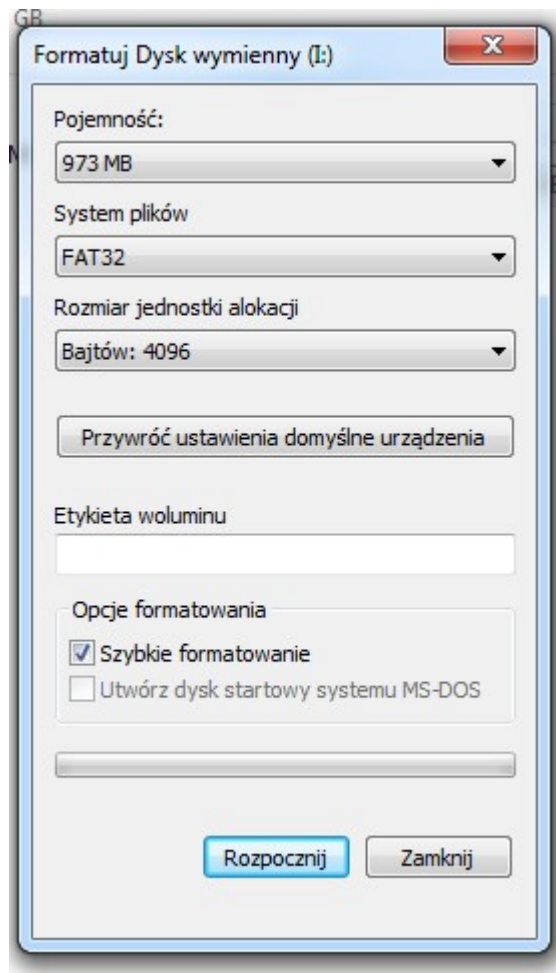 GB
Formatuj Dysk wymienny (I:)
Pojemność:
973 MB
System plików
FAT32
Rozmiar jednostki alokacji
Bajtów: 4096
Przywróć ustawienia domyślne urządzenia
Etykieta woluminu
Opcje formatowania
Szybkie formatowanie
Utwórz dysk startowy systemu MS-DOS
Rozpocznij
Zamknij